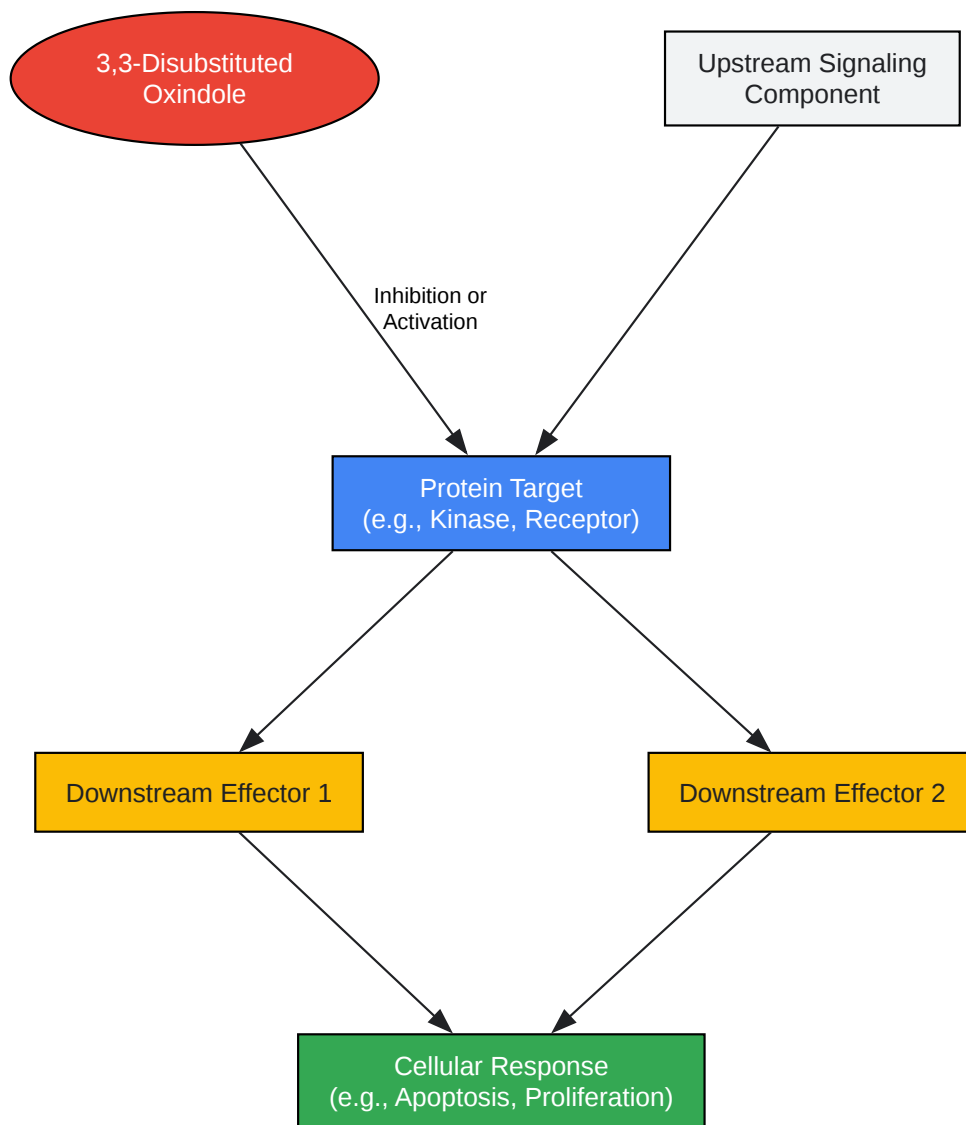 3,3-Disubstituted
Oxindole
Upstream Signaling
Component
Inhibition or
Activation
Protein Target
(e.g., Kinase, Receptor)
Downstream Effector 1
Downstream Effector 2
Cellular Response
(e.g., Apoptosis, Proliferation)